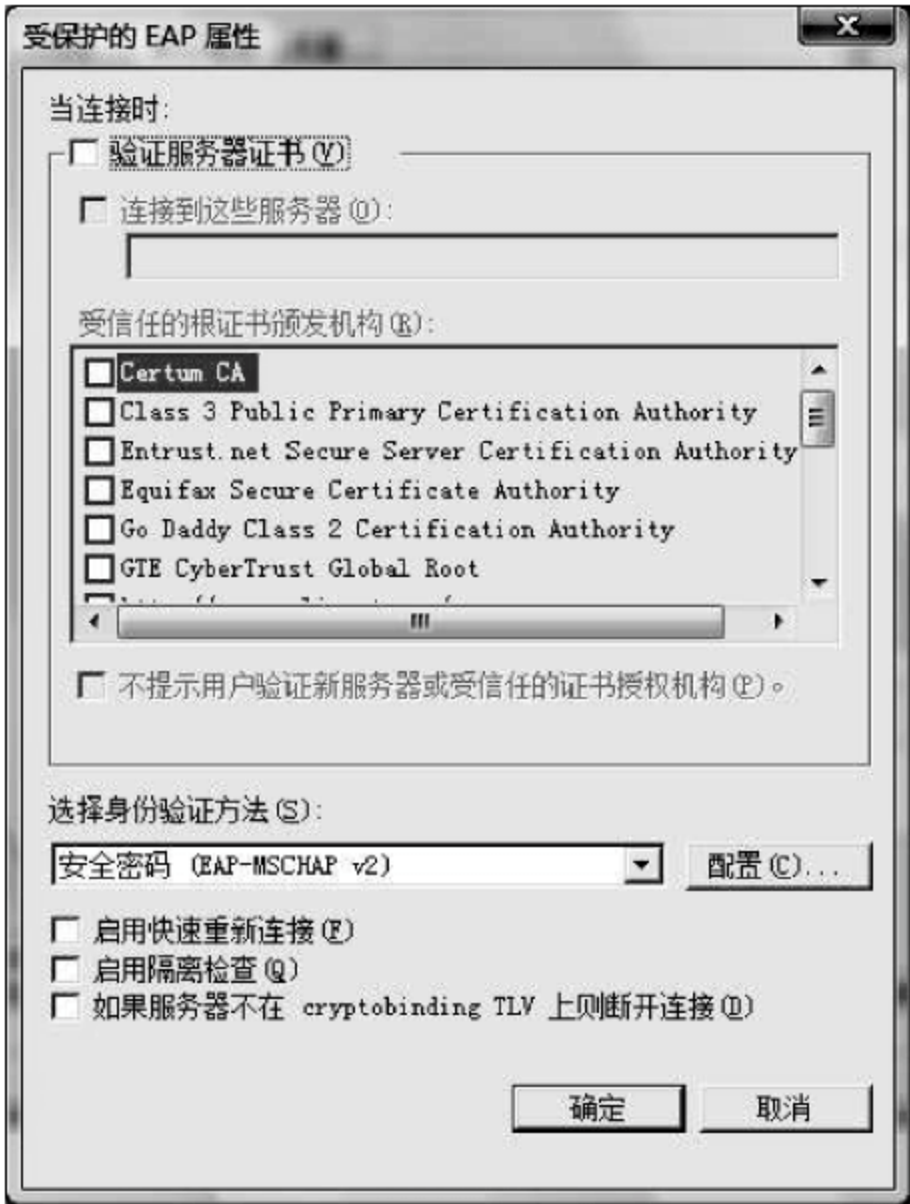 受保护的 EAP 属性
当连接时:
验证服务器证书(V)
连接到这些服务器(O):
受信任的根证书颁发机构(R):
Certum CA
Class 3 Public Primary Certification Authority
Entrust.net Secure Server Certification Authority
Equifax Secure Certificate Authority
Go Daddy Class 2 Certification Authority
GTE CyberTrust Global Root
不提示用户验证新服务器或受信任的证书授权机构(P)。
选择身份验证方法(S):
安全密码 (EAP-MSCHAP v2)
配置(C)...
启用快速重新连接(F)
启用隔离检查(Q)
如果服务器不在 cryptobinding TLV 上则断开连接(D)
确定
取消